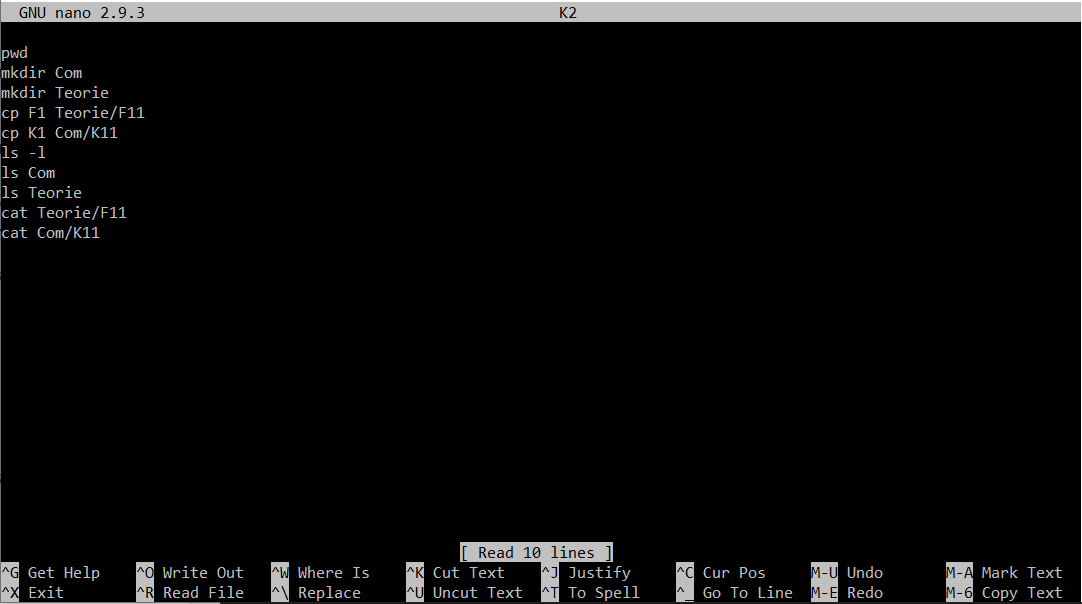 GNU nano 2.9.3 K2
pwd
mkdir Com
mkdir Teorie
cp F1 Teorie/F11
cp K1 Com/K11
ls -l
ls Com
ls Teorie
cat Teorie/F11
cat Com/K11
[ Read 10 lines ]
^G Get Help ^O Write Out ^W Where Is ^K Cut Text ^J Justify ^C Cur Pos M-U Undo M-A Mark Text
^X Exit ^R Read File ^\ Replace ^U Uncut Text ^T To Spell ^_ Go To Line M-E Redo M-6 Copy Text